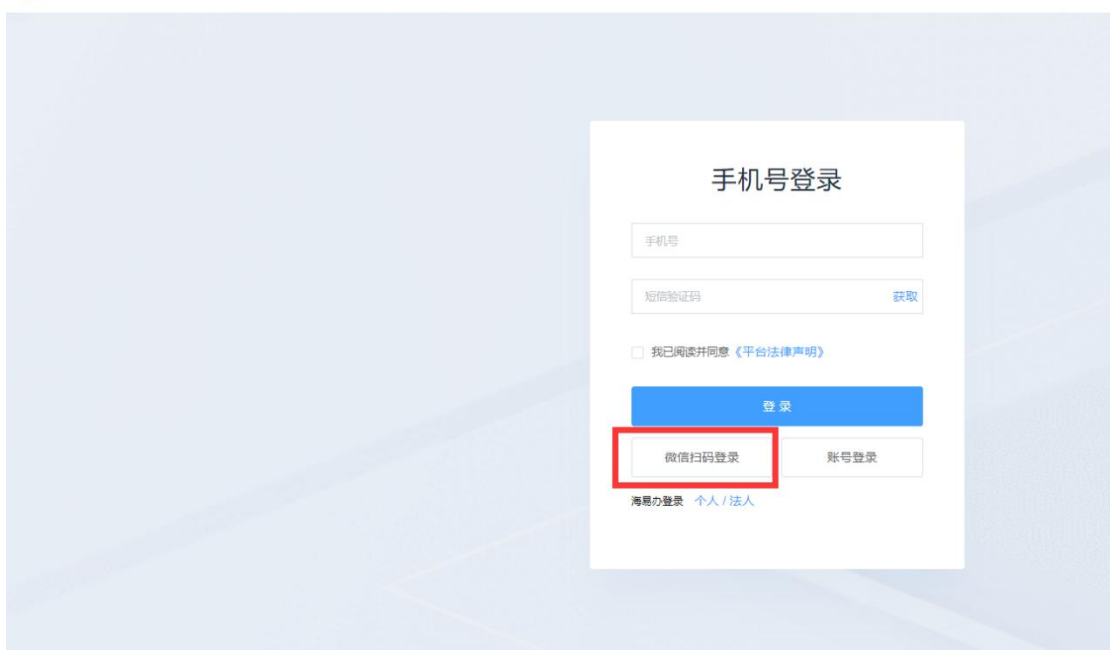 手机号登录
手机号
短信验证码 获取
我已阅读并同意《平台法律声明》
登录
微信扫码登录 账号登录
海易办登录 个人 / 法人